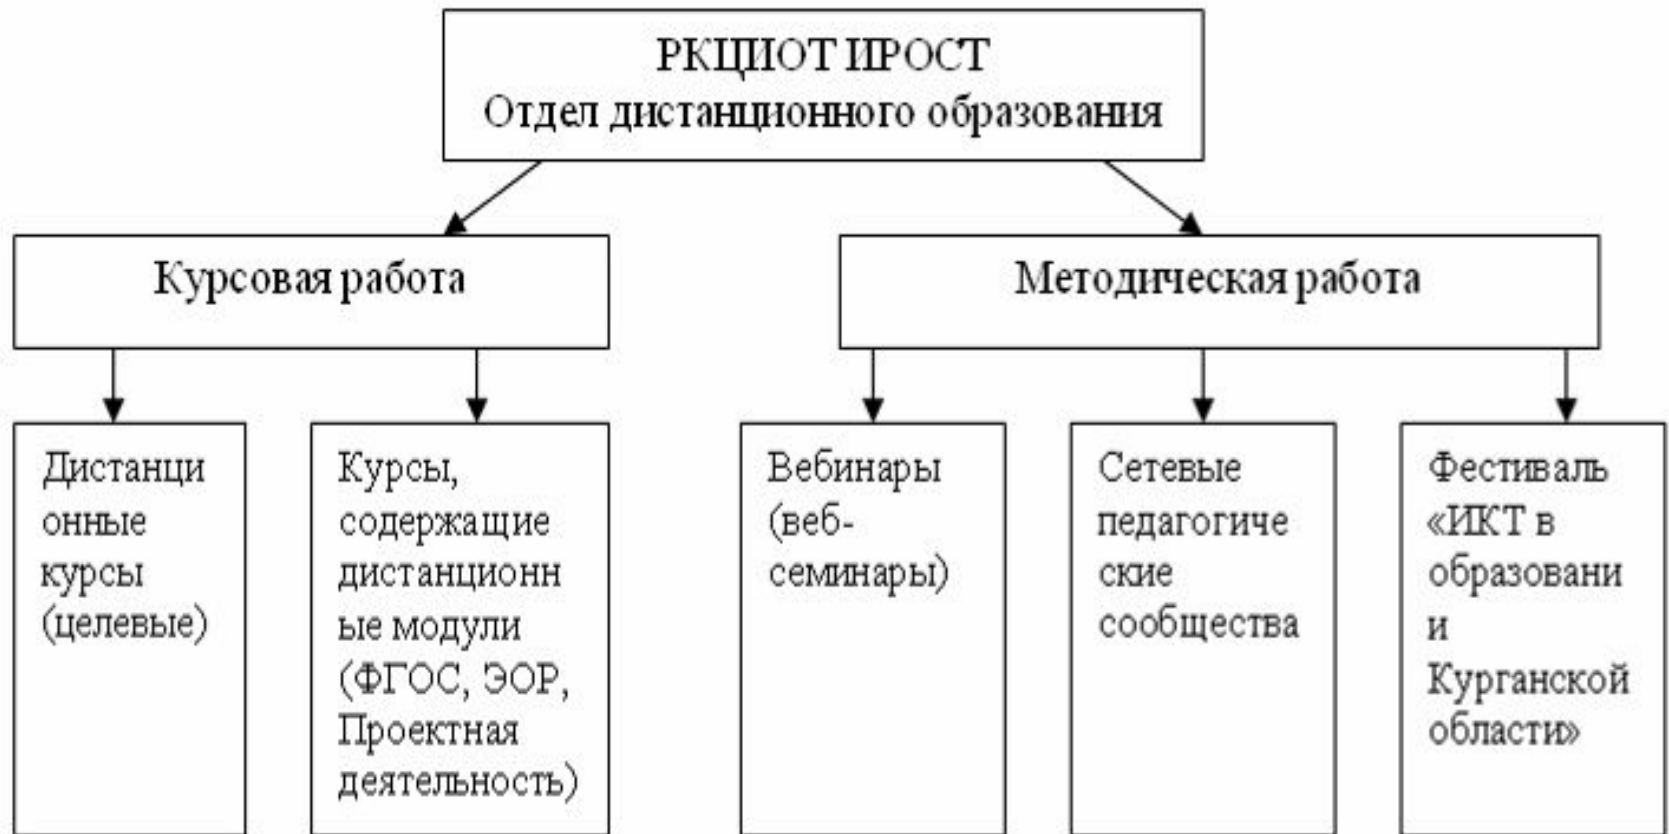 РКЦИОТ ИРОСТ
Отдел дистанционного образования
Курсовая работа
Методическая работа
Дистанци
онные
курсы
(целевые)
Курсы,
содержащие
дистанционн
ые модули
(ФГОС, ЭОР,
Проектная
деятельность)
Вебинары
(веб-
семинары)
Сетевые
педагогиче
ские
сообщества
Фестиваль
«ИКТ в
образовани
и
Курганской
области»